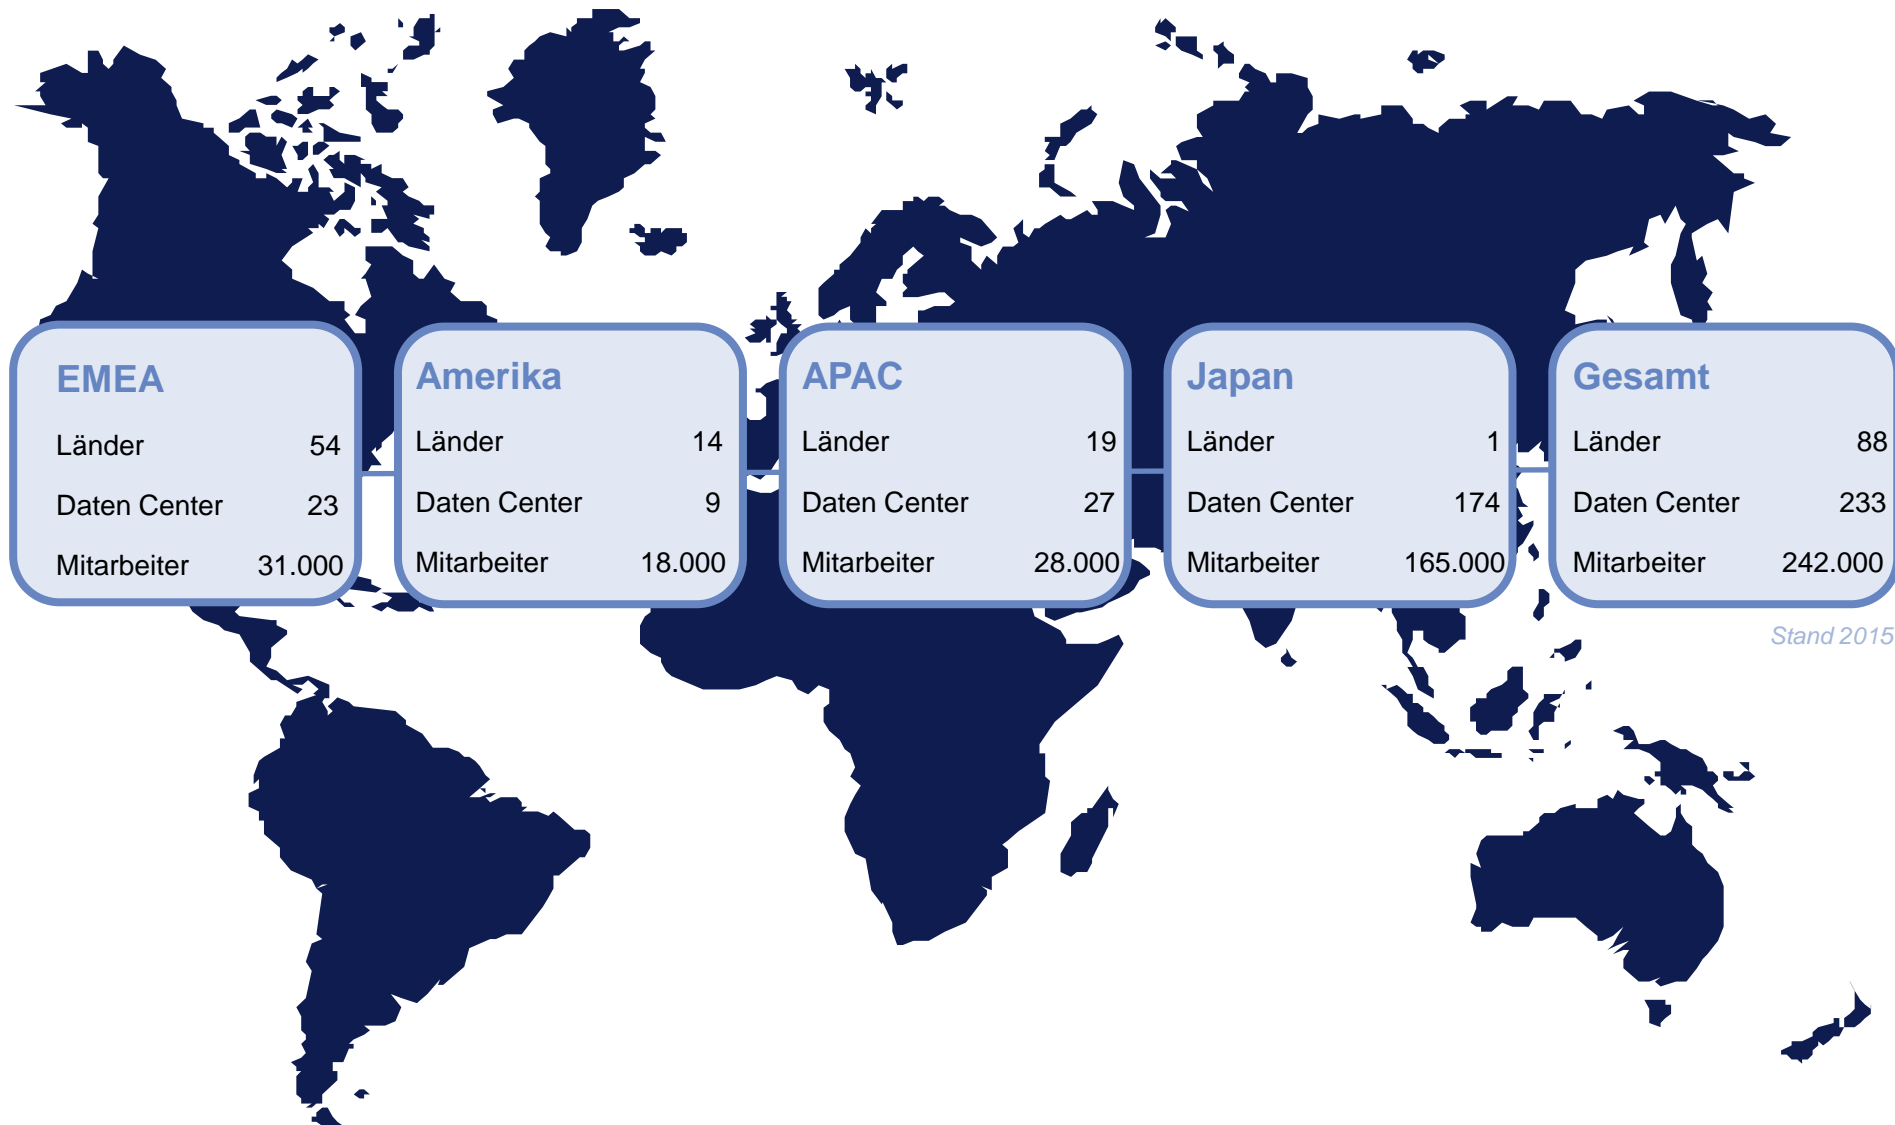 EMEA
Länder 54
Daten Center 23
Mitarbeiter 31.000
Amerika
Länder 14
Daten Center 9
Mitarbeiter 18.000
APAC
Länder 19
Daten Center 27
Mitarbeiter 28.000
Japan
Länder 1
Daten Center 174
Mitarbeiter 165.000
Gesamt
Länder 88
Daten Center 233
Mitarbeiter 242.000
Stand 2015